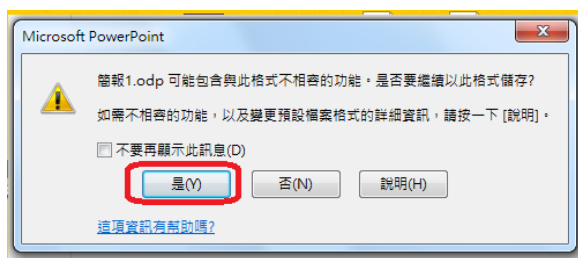 Microsoft PowerPoint
簡報1.odp 可能包含與此格式不相容的功能。是否要繼續以此格式儲存?
如需不相容的功能，以及變更預設檔案格式的詳細資訊，請按一下 [說明]。
不要再顯示此訊息(D)
是(Y) 否(N) 說明(H)
這項資訊有幫助嗎?